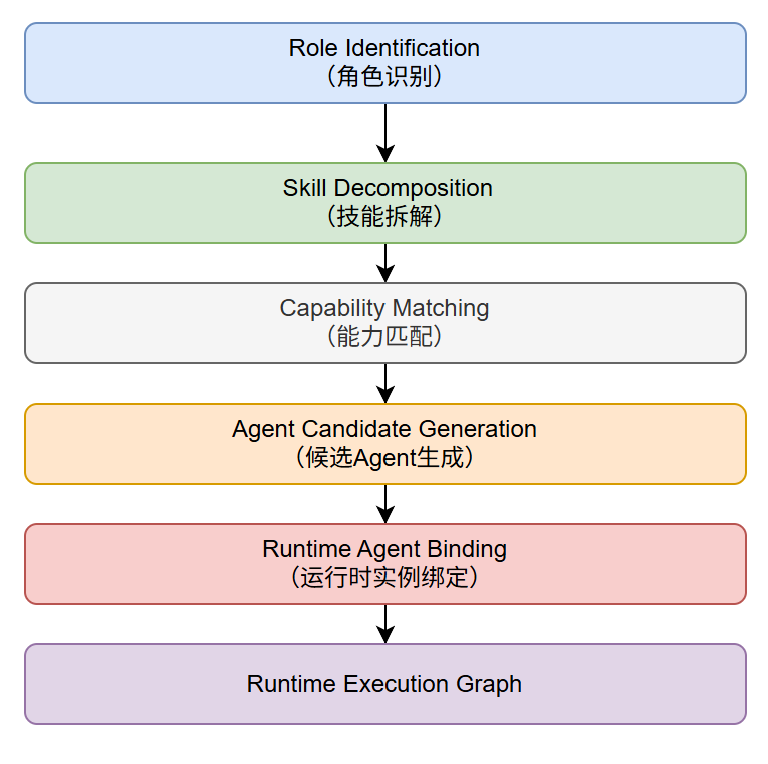 Role Identification
（角色识别）
Skill Decomposition
（技能拆解）
Capability Matching
（能力匹配）
Agent Candidate Generation
（候选Agent生成）
Runtime Agent Binding
（运行时实例绑定）
Runtime Execution Graph